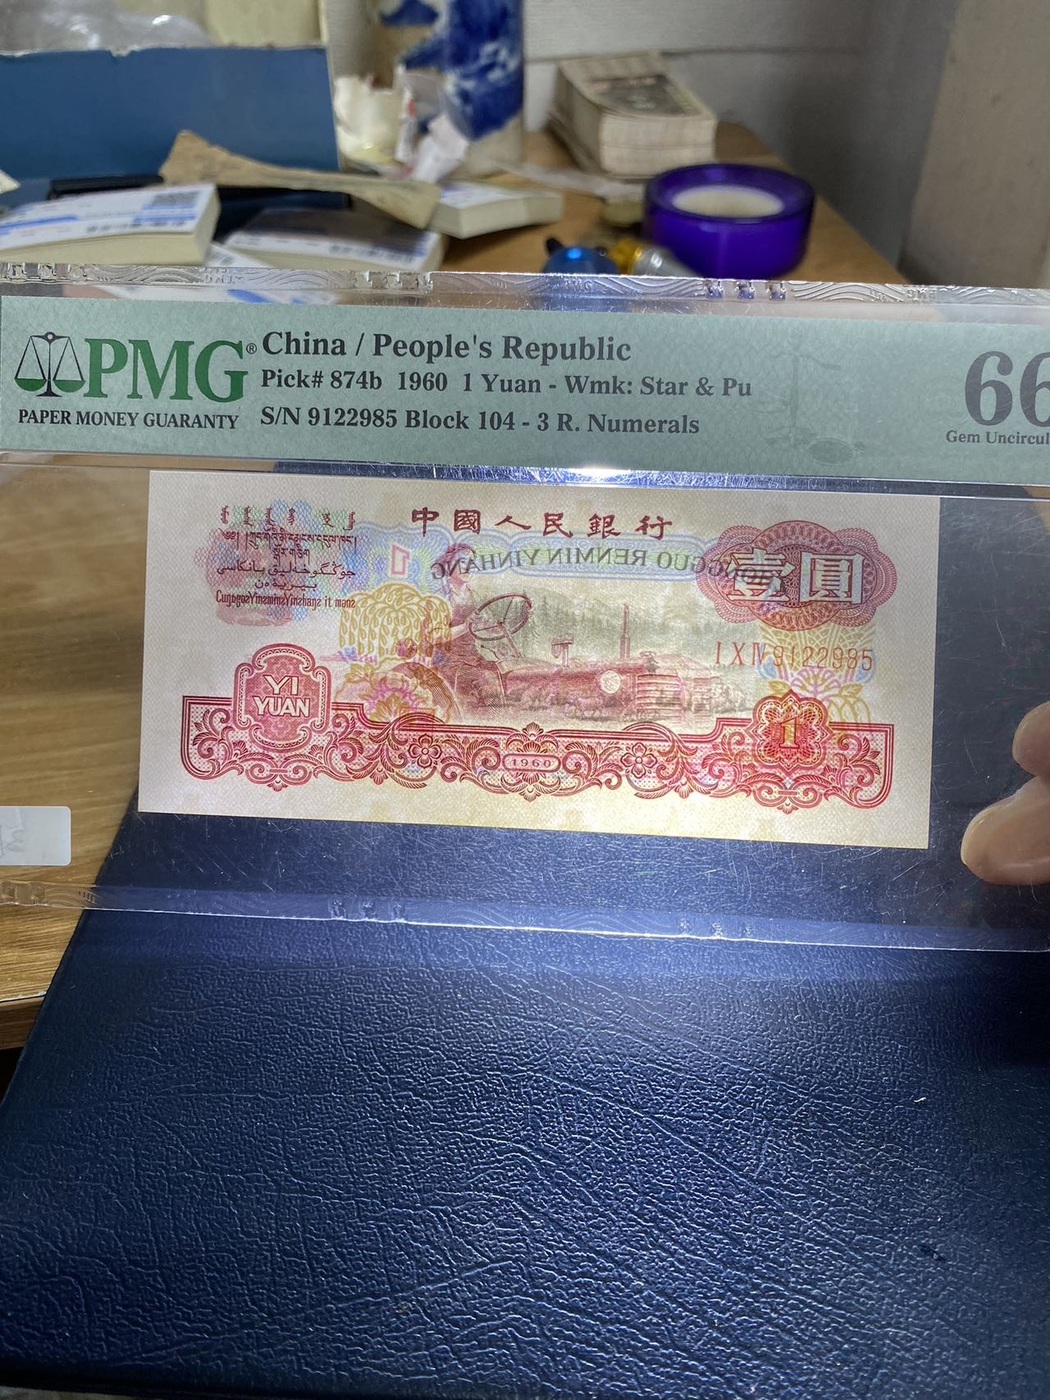 PMG®
PAPER MONEY GUARANTY
China / People's Republic
Pick# 874b 1960 1 Yuan - Wmk: Star & Pu
S/N 9122985 Block 104 - 3 R. Numerals
66
Gem Uncircul
中國人民銀行
GUO RENMIN YINHANG
壹圓
YI
YUAN
IXIV 9122985
1960
1